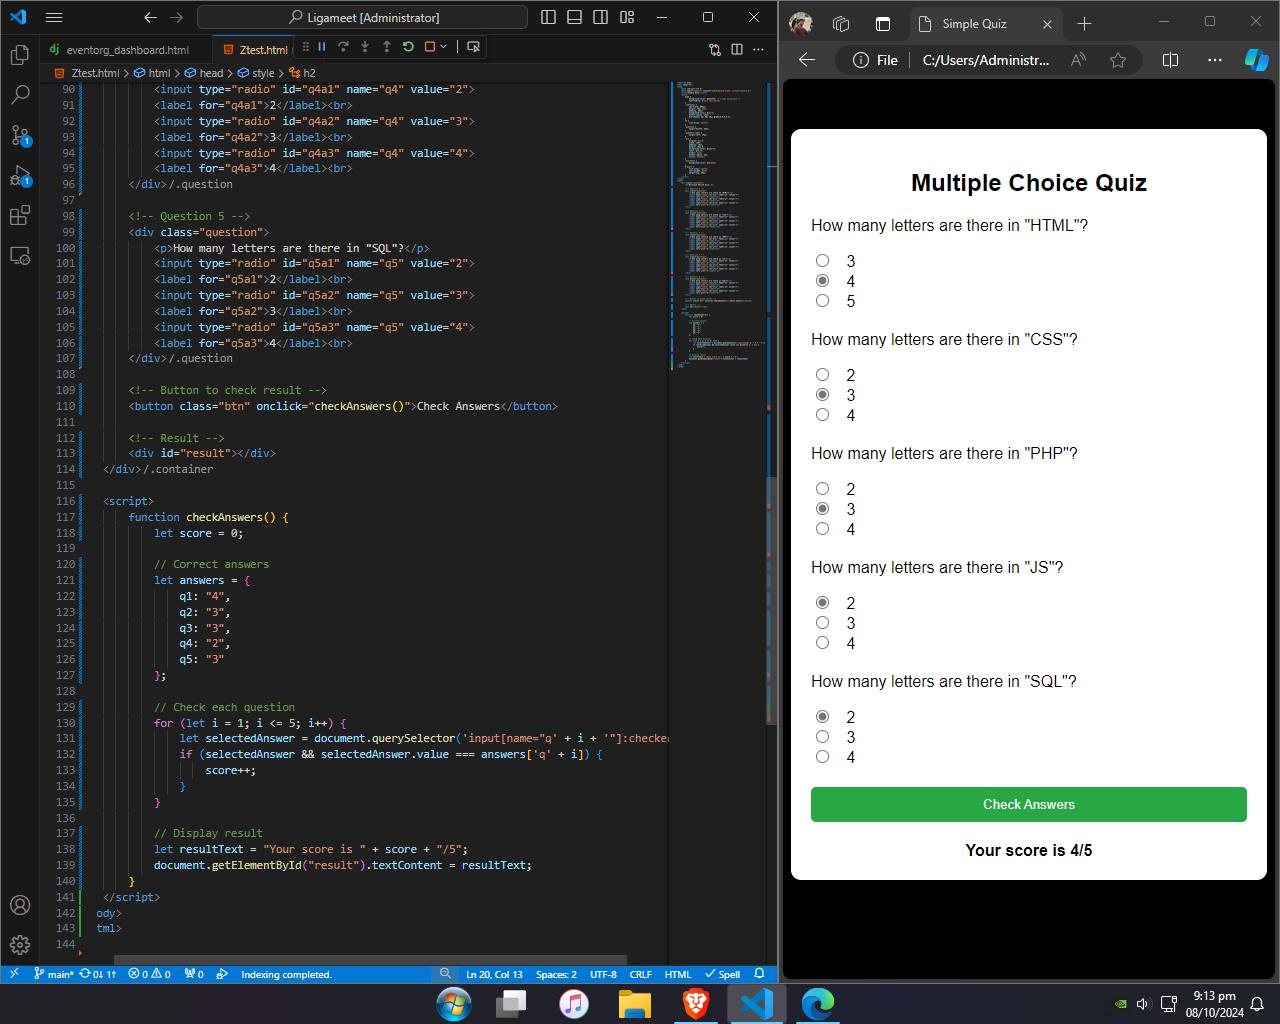 Ligameet [Administrator]
eventorg_dashboard.html
Ztest.html
Ztest.html > html > head > style > h2
90 <input type="radio" id="q4a1" name="q4" value="2">
91 <label for="q4a1">2</label><br>
92 <input type="radio" id="q4a2" name="q4" value="3">
93 <label for="q4a2">3</label><br>
94 <input type="radio" id="q4a3" name="q4" value="4">
95 <label for="q4a3">4</label><br>
96 </div>/.question
97
98 <!-- Question 5 -->
99 <div class="question">
100 <p>How many letters are there in "SQL"?</p>
101 <input type="radio" id="q5a1" name="q5" value="2">
102 <label for="q5a1">2</label><br>
103 <input type="radio" id="q5a2" name="q5" value="3">
104 <label for="q5a2">3</label><br>
105 <input type="radio" id="q5a3" name="q5" value="4">
106 <label for="q5a3">4</label><br>
107 </div>/.question
108
109 <!-- Button to check result -->
110 <button class="btn" onclick="checkAnswers()">Check Answers</button>
111
112 <!-- Result -->
113 <div id="result"></div>
114 </div>/.container
115
116 <script>
117 function checkAnswers() {
118 let score = 0;
119
120 // Correct answers
121 let answers = {
122 q1: "4",
123 q2: "3",
124 q3: "3",
125 q4: "2",
126 q5: "3"
127 };
128
129 // Check each question
130 for (let i = 1; i <= 5; i++) {
131 let selectedAnswer = document.querySelector('input[name="q' + i + '"]:checke
132 if (selectedAnswer && selectedAnswer.value === answers['q' + i]) {
133 score++;
134 }
135 }
136
137 // Display result
138 let resultText = "Your score is " + score + "/5";
139 document.getElementById("result").textContent = resultText;
140 }
141 </script>
142 ody>
143 tml>
144
main* 0↓ 1↑ 0 0 0 Indexing completed. Ln 20, Col 13 Spaces: 2 UTF-8 CRLF HTML Spell
Simple Quiz
File C:/Users/Administr...
Multiple Choice Quiz
How many letters are there in "HTML"?
3
4
5
How many letters are there in "CSS"?
2
3
4
How many letters are there in "PHP"?
2
3
4
How many letters are there in "JS"?
2
3
4
How many letters are there in "SQL"?
2
3
4
Check Answers
Your score is 4/5
9:13 pm
08/10/2024